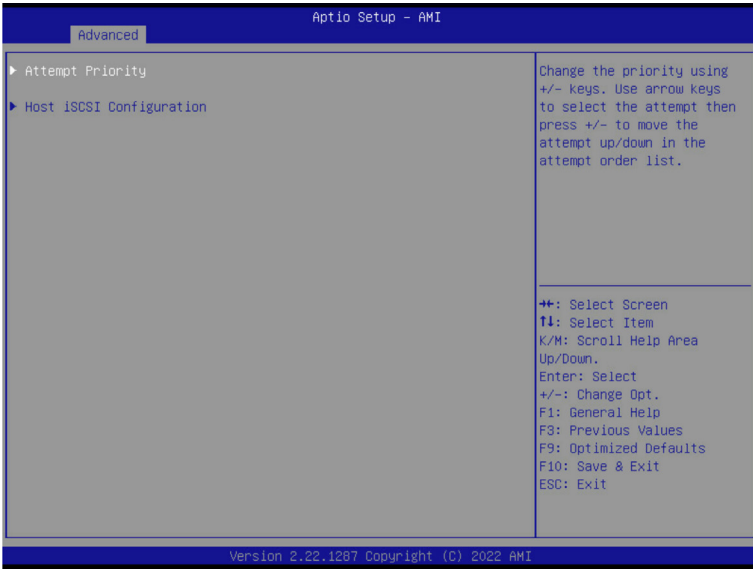 Aptio Setup – AMI
Advanced
▶ Attempt Priority
▶ Host iSCSI Configuration
Change the priority using
+/– keys. Use arrow keys
to select the attempt then
press +/– to move the
attempt up/down in the
attempt order list.
→←: Select Screen
↑↓: Select Item
K/M: Scroll Help Area
Up/Down.
Enter: Select
+/–: Change Opt.
F1: General Help
F3: Previous Values
F9: Optimized Defaults
F10: Save & Exit
ESC: Exit
Version 2.22.1287 Copyright (C) 2022 AMI